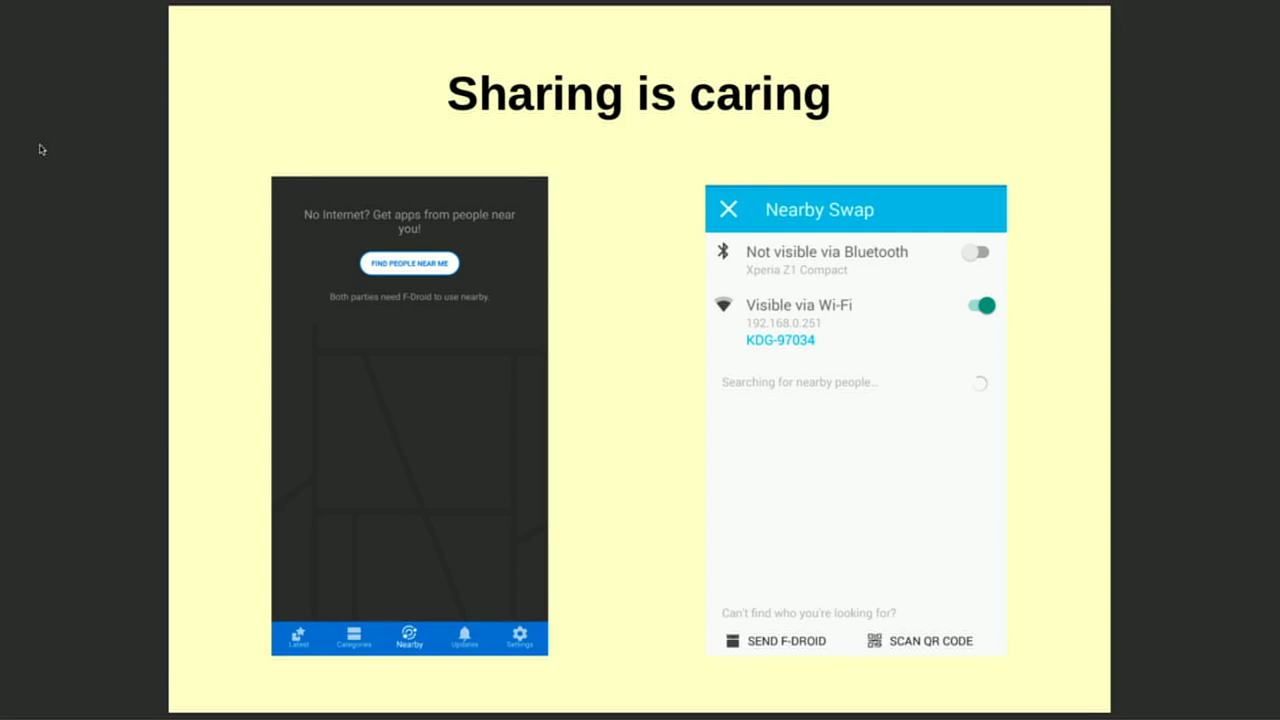 Sharing is caring
No Internet? Get apps from people near
you!
FIND PEOPLE NEAR ME
Both parties need F-Droid to use nearby.
Latest
Categories
Nearby
Updates
Settings
Nearby Swap
Not visible via Bluetooth
Xperia Z1 Compact
Visible via Wi-Fi
192.168.0.251
KDG-97034
Searching for nearby people...
Can't find who you're looking for?
SEND F-DROID
SCAN QR CODE